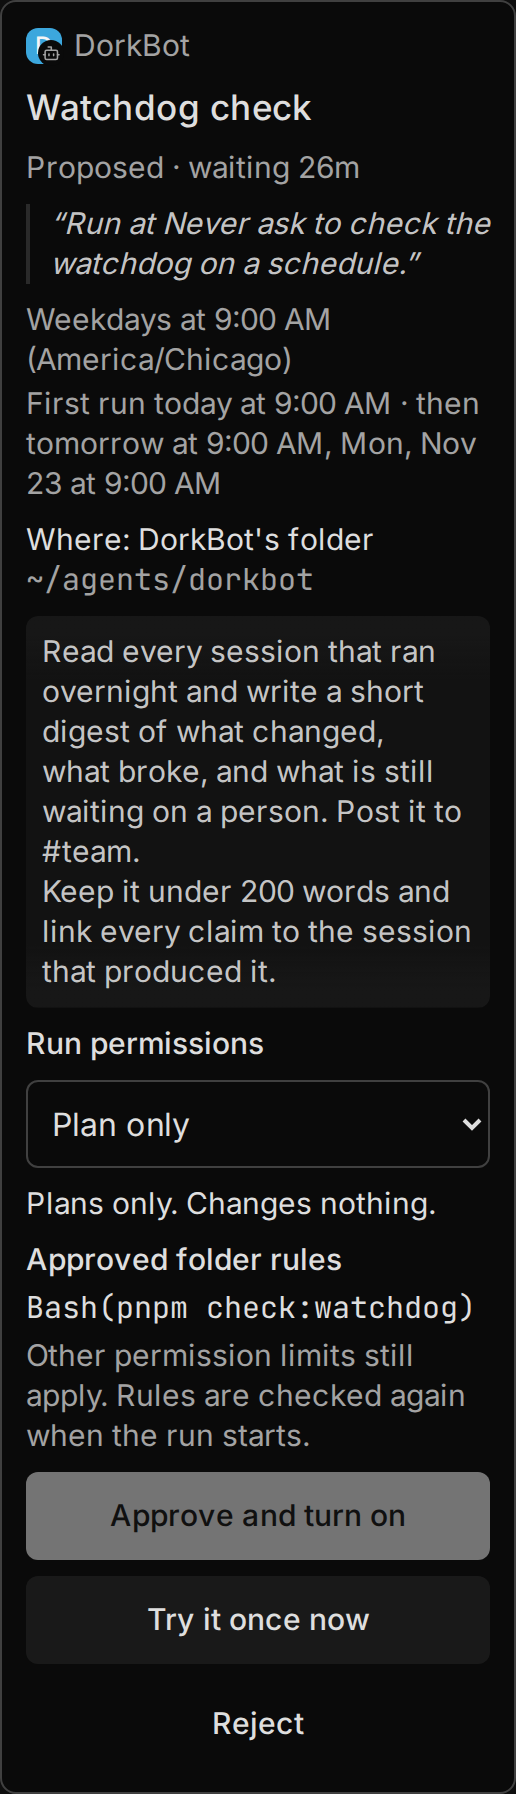 DorkBot
Watchdog check
Proposed · waiting 26m
“Run at Never ask to check the
watchdog on a schedule.”
Weekdays at 9:00 AM
(America/Chicago)
First run today at 9:00 AM · then
tomorrow at 9:00 AM, Mon, Nov
23 at 9:00 AM
Where: DorkBot's folder
~/agents/dorkbot
Read every session that ran
overnight and write a short
digest of what changed,
what broke, and what is still
waiting on a person. Post it to
#team.
Keep it under 200 words and
link every claim to the session
that produced it.
Run permissions
Plan only
Plans only. Changes nothing.
Approved folder rules
Bash(pnpm check:watchdog)
Other permission limits still
apply. Rules are checked again
when the run starts.
Approve and turn on
Try it once now
Reject